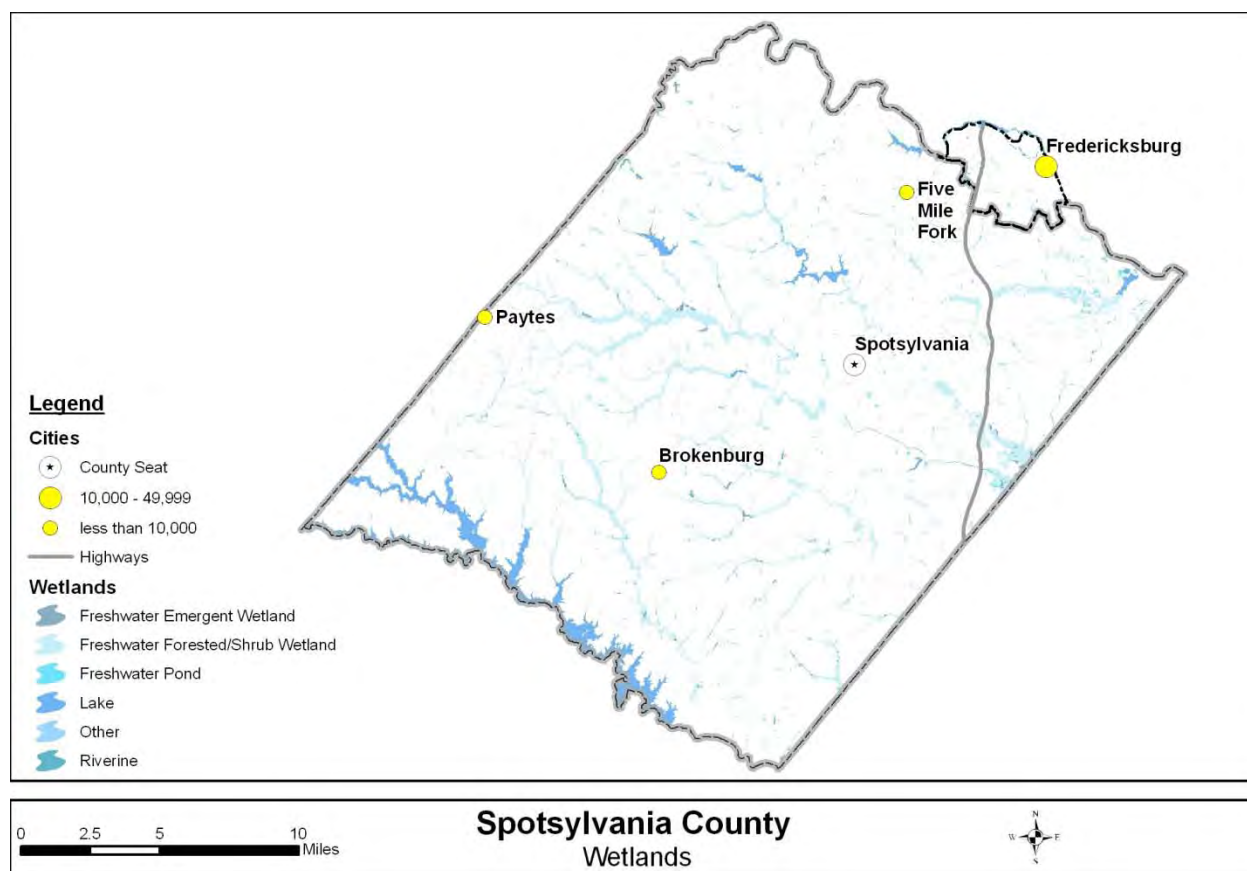 Fredericksburg
Five
Mile
Fork
Paytes
Spotsylvania
Brokenburg
Legend
Cities
County Seat
10,000 - 49,999
less than 10,000
Highways
Wetlands
Freshwater Emergent Wetland
Freshwater Forested/Shrub Wetland
Freshwater Pond
Lake
Other
Riverine
0 2.5 5 10
Miles
Spotsylvania County
Wetlands
N
W E
S